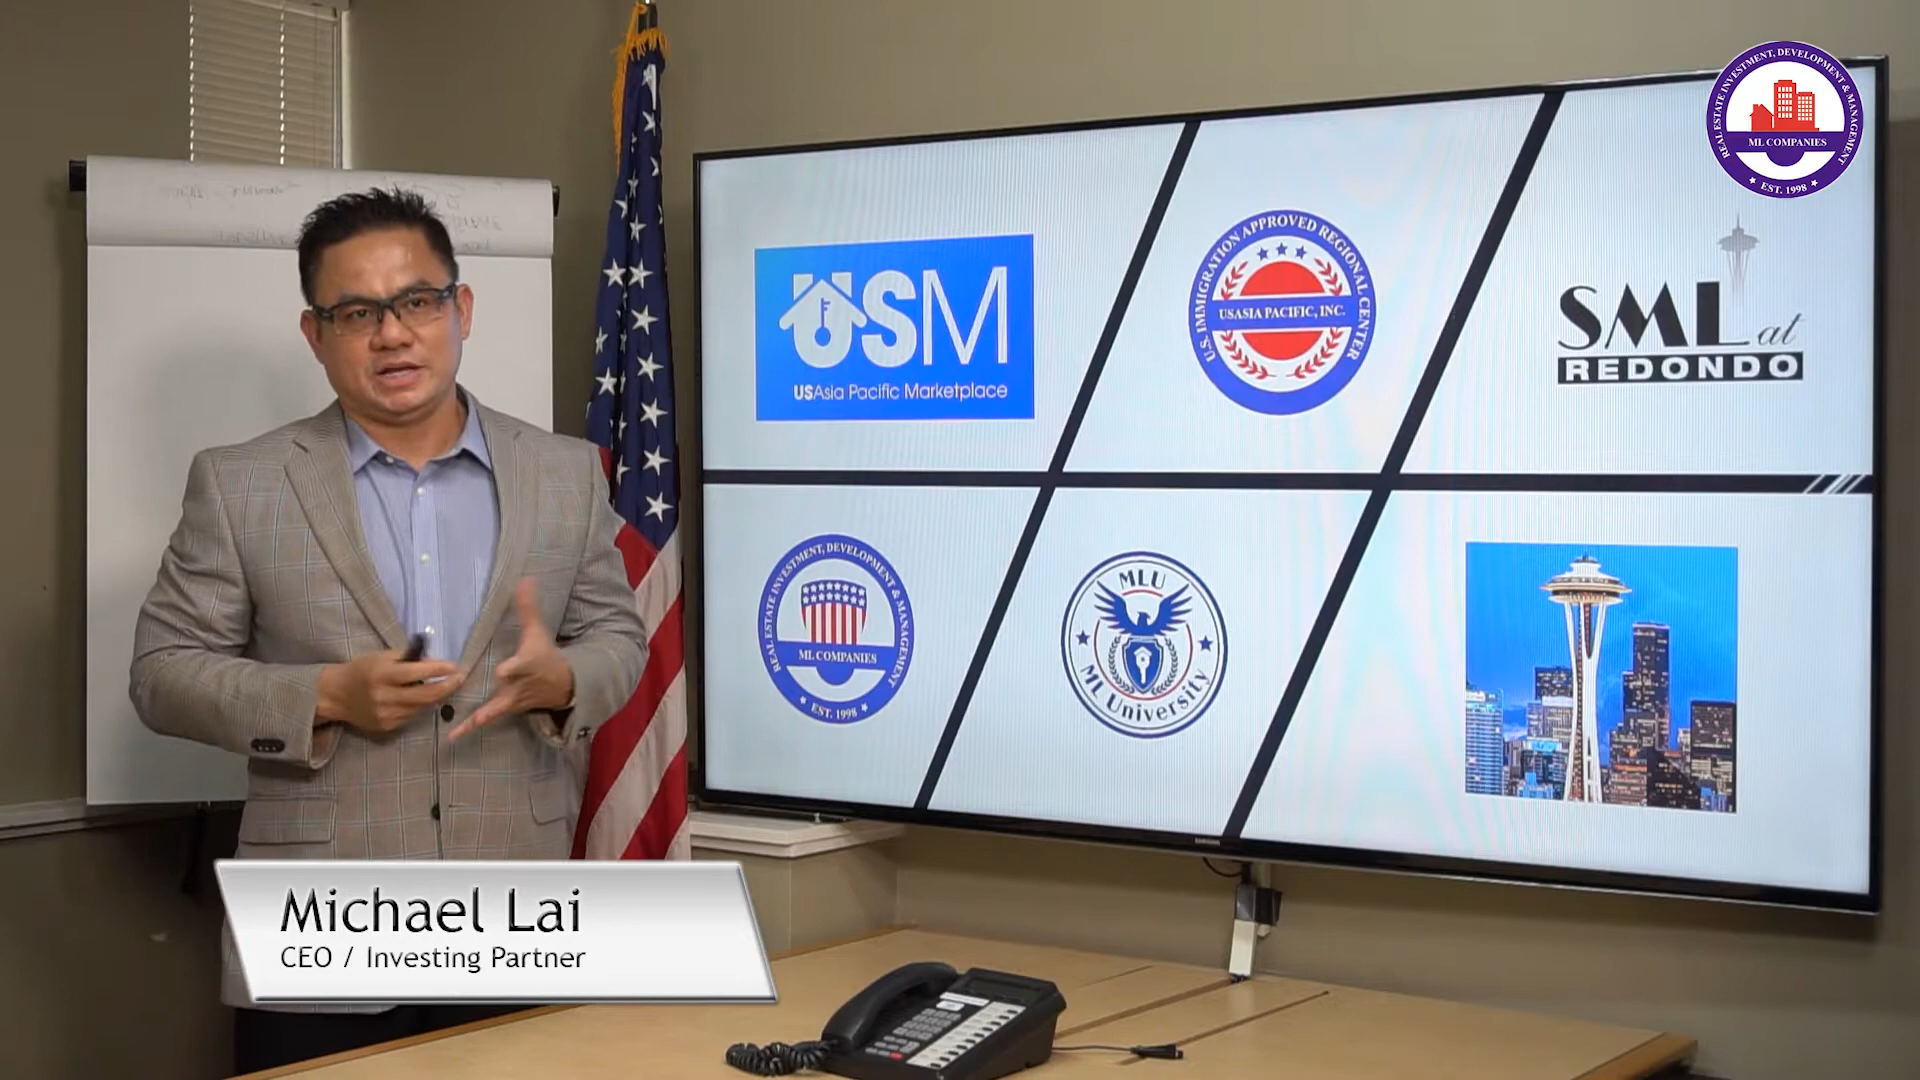 REAL ESTATE INVESTMENT, DEVELOPMENT & MANAGEMENT
ML COMPANIES
EST. 1998
USM
USAsia Pacific Marketplace
U.S. IMMIGRATION APPROVED REGIONAL CENTER
USASIA PACIFIC, INC.
SML at
REDONDO
REAL ESTATE INVESTMENT, DEVELOPMENT & MANAGEMENT
ML COMPANIES
EST. 1998
MLU
ML University
SAMSUNG
Michael Lai
CEO / Investing Partner